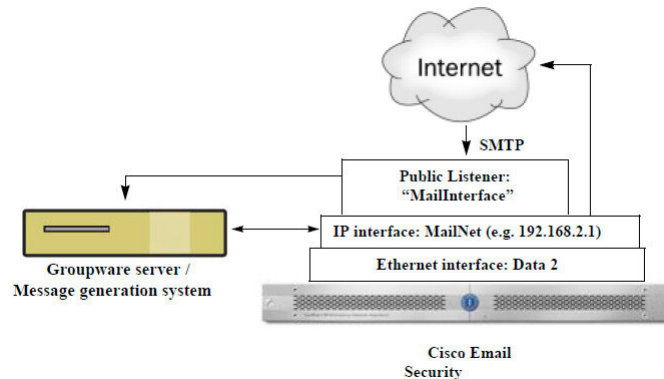 Internet
SMTP
Public Listener:
“MailInterface”
IP interface: MailNet (e.g. 192.168.2.1)
Ethernet interface: Data 2
Groupware server /
Message generation system
Cisco Email
Security